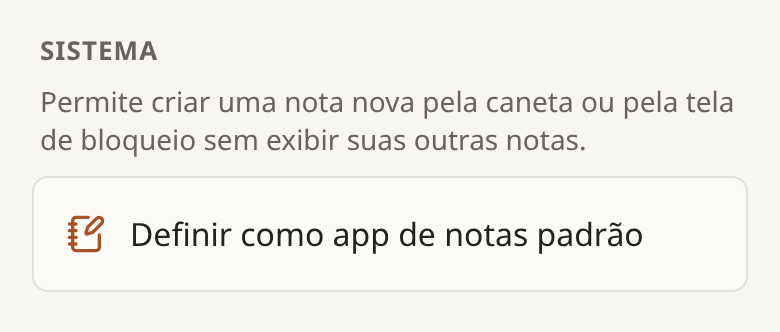 SISTEMA
Permite criar uma nota nova pela caneta ou pela tela
de bloqueio sem exibir suas outras notas.
Definir como app de notas padrão